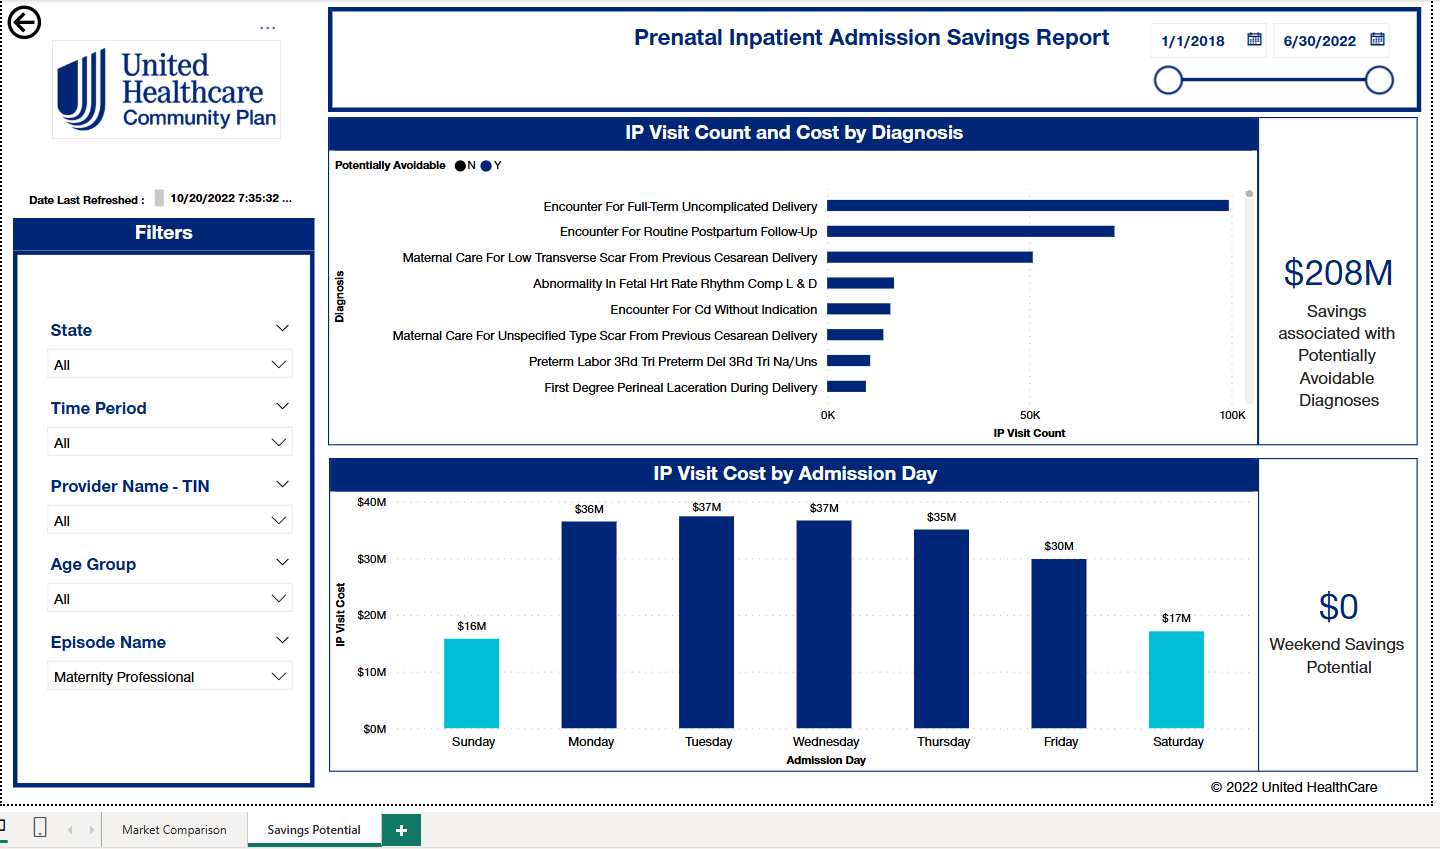 United
Healthcare
Community Plan
Date Last Refreshed : 10/20/2022 7:35:32 ...
Filters
State
All
Time Period
All
Provider Name - TIN
All
Age Group
All
Episode Name
Maternity Professional
Prenatal Inpatient Admission Savings Report
1/1/2018 6/30/2022
IP Visit Count and Cost by Diagnosis
Potentially Avoidable N Y
Diagnosis
Encounter For Full-Term Uncomplicated Delivery
Encounter For Routine Postpartum Follow-Up
Maternal Care For Low Transverse Scar From Previous Cesarean Delivery
Abnormality In Fetal Hrt Rate Rhythm Comp L & D
Encounter For Cd Without Indication
Maternal Care For Unspecified Type Scar From Previous Cesarean Delivery
Preterm Labor 3Rd Tri Preterm Del 3Rd Tri Na/Uns
First Degree Perineal Laceration During Delivery
0K 50K 100K
IP Visit Count
$208M
Savings
associated with
Potentially
Avoidable
Diagnoses
IP Visit Cost by Admission Day
IP Visit Cost
$40M
$30M
$20M
$10M
$0M
$16M
$36M
$37M
$37M
$35M
$30M
$17M
Sunday Monday Tuesday Wednesday Thursday Friday Saturday
Admission Day
$0
Weekend Savings
Potential
© 2022 United HealthCare
Market Comparison Savings Potential